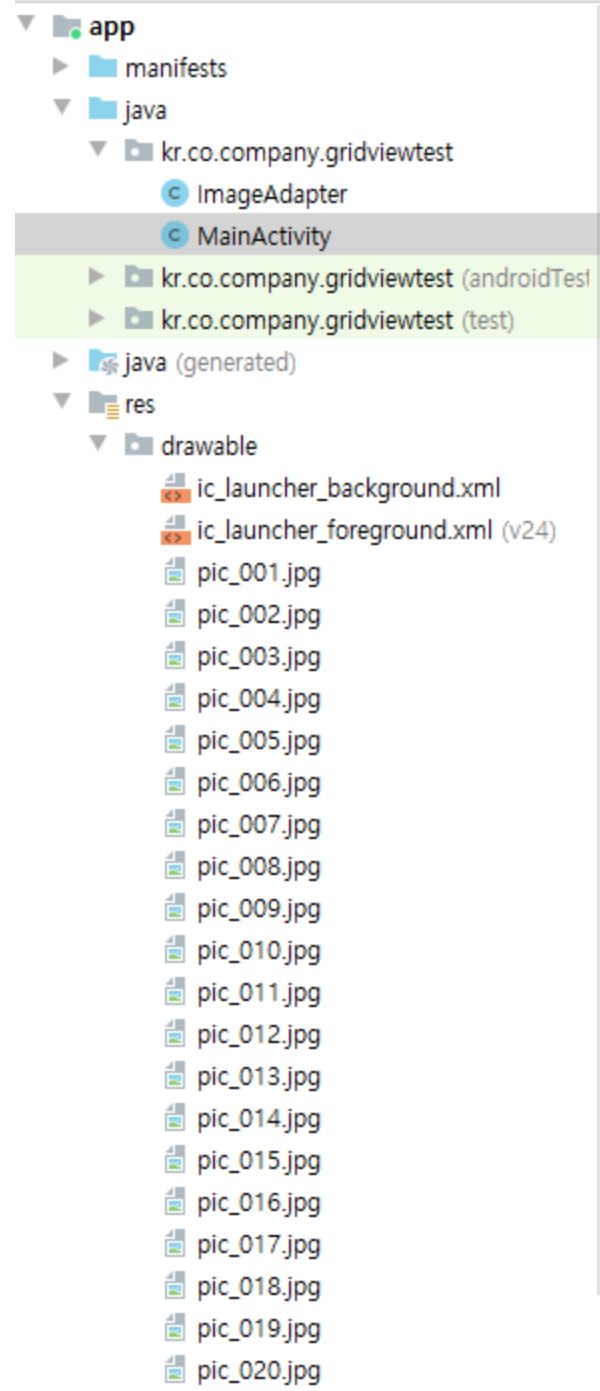 app
manifests
java
kr.co.company.gridviewtest
C ImageAdapter
C MainActivity
kr.co.company.gridviewtest (androidTest
kr.co.company.gridviewtest (test)
java (generated)
res
drawable
ic_launcher_background.xml
ic_launcher_foreground.xml (v24)
pic_001.jpg
pic_002.jpg
pic_003.jpg
pic_004.jpg
pic_005.jpg
pic_006.jpg
pic_007.jpg
pic_008.jpg
pic_009.jpg
pic_010.jpg
pic_011.jpg
pic_012.jpg
pic_013.jpg
pic_014.jpg
pic_015.jpg
pic_016.jpg
pic_017.jpg
pic_018.jpg
pic_019.jpg
pic_020.jpg